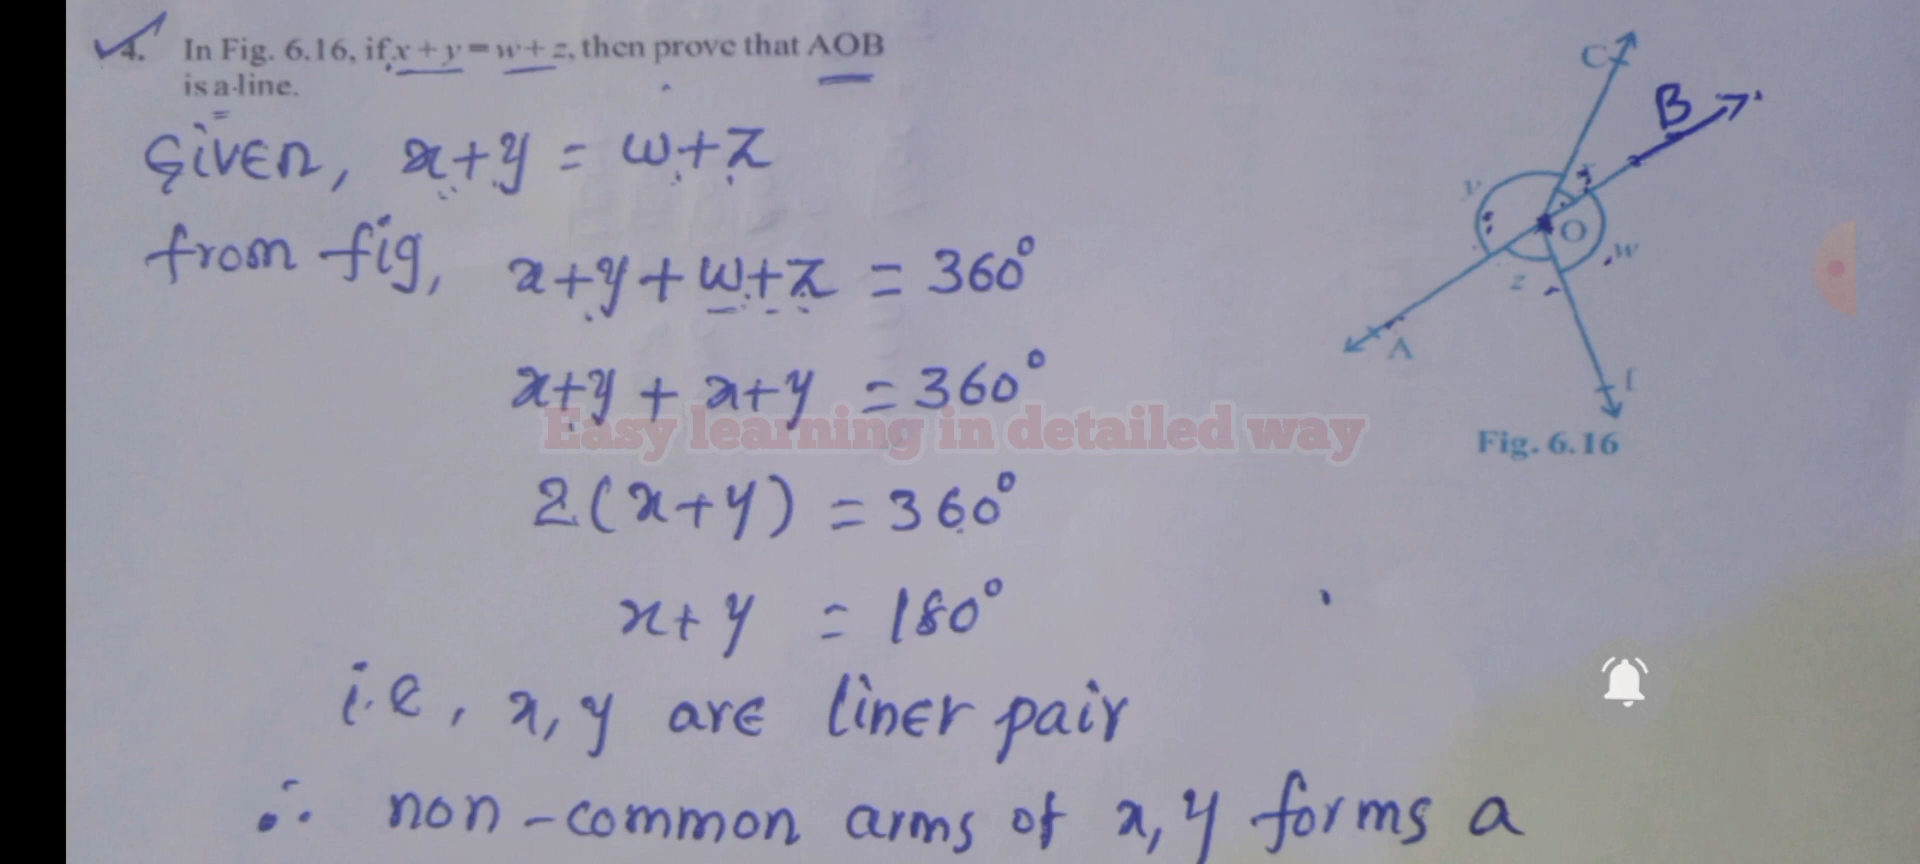 4. In Fig. 6.16, if x + y = w + z, then prove that AOB
is a line.
Given, x+y = w+z
from fig, x+y+w+z = 360°
x+y + x+y = 360°
2(x+y) = 360°
x+y = 180°
i.e, x, y are liner pair
∴ non-common arms of x, y forms a
Easy learning in detailed way
C
B
y
x
O
w
z
A
Fig. 6.16